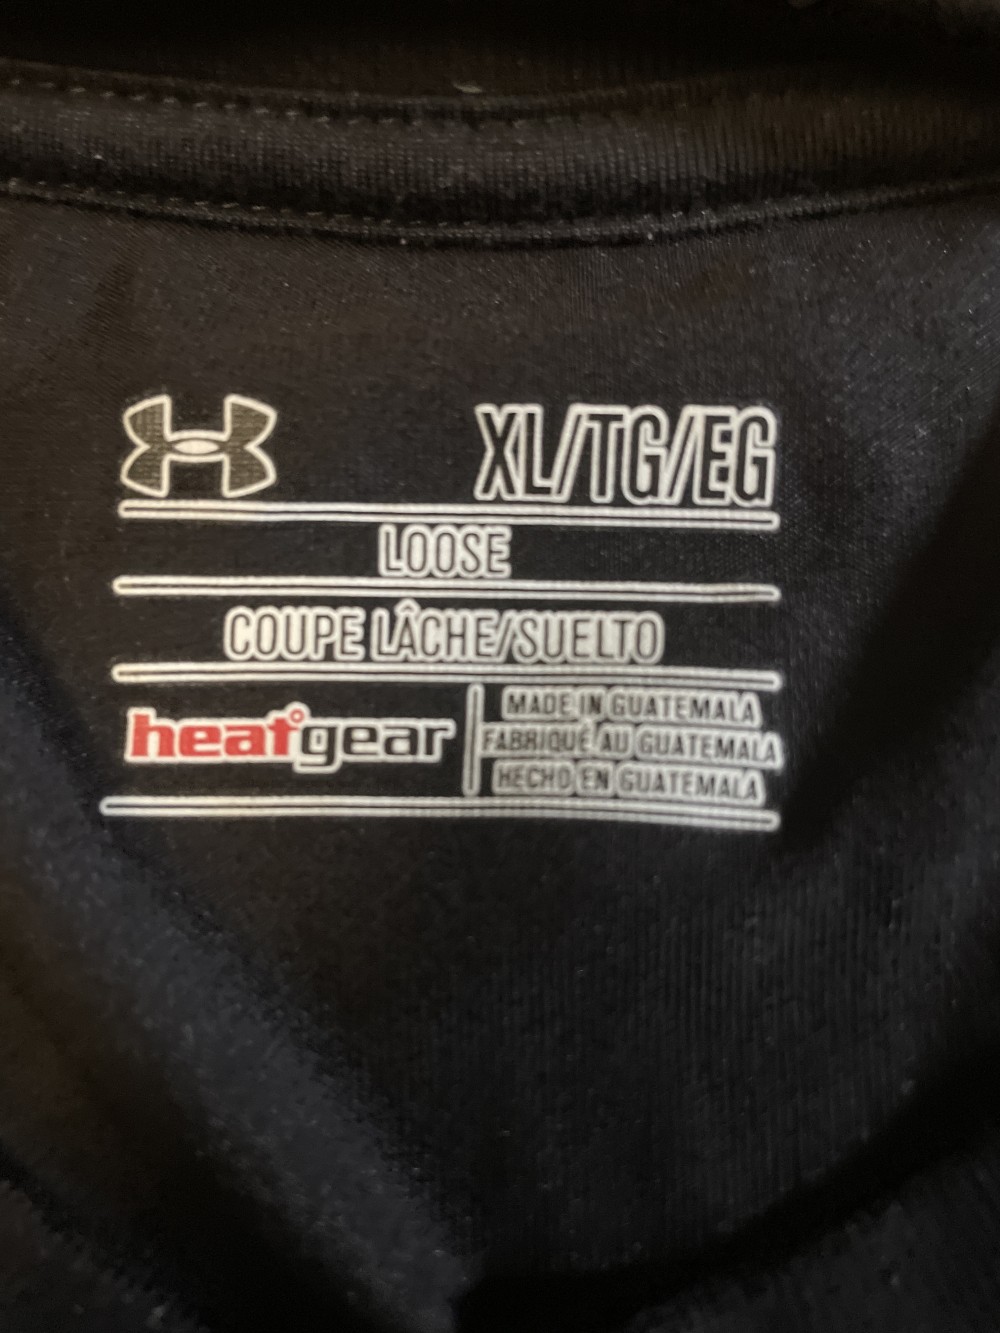 XL/TG/EG
LOOSE
COUPE LÂCHE/SUELTO
heatgear
MADE IN GUATEMALA
FABRIQUÉ AU GUATEMALA
HECHO EN GUATEMALA